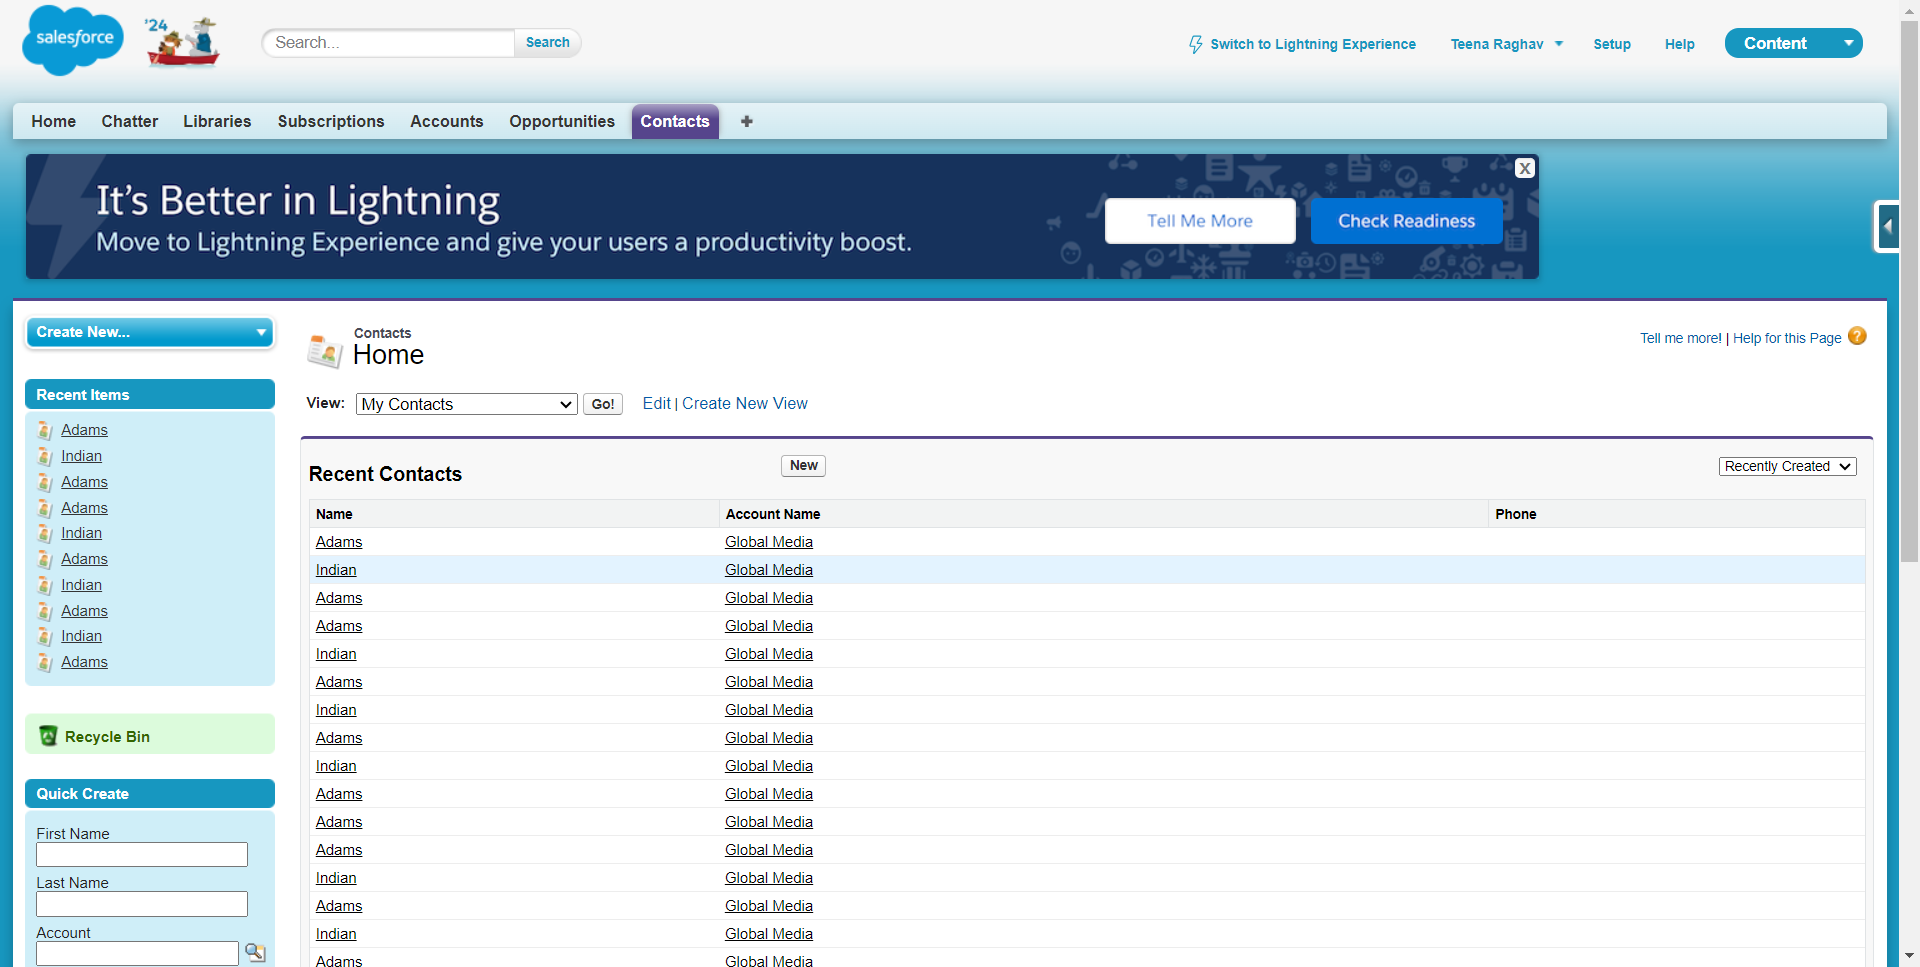 salesforce
'24
Search...
Search
Switch to Lightning Experience
Teena Raghav
Setup
Help
Content
Home
Chatter
Libraries
Subscriptions
Accounts
Opportunities
Contacts
+
It's Better in Lightning
Move to Lightning Experience and give your users a productivity boost.
Tell Me More
Check Readiness
X
Create New...
Contacts
Home
Tell me more! | Help for this Page
?
View: My Contacts Go! Edit | Create New View
Recent Items
Adams
Indian
Adams
Adams
Indian
Adams
Indian
Adams
Indian
Adams
Recycle Bin
Quick Create
First Name
Last Name
Account
Recent Contacts
New
Recently Created
Name Account Name Phone
Adams Global Media
Indian Global Media
Adams Global Media
Adams Global Media
Indian Global Media
Adams Global Media
Indian Global Media
Adams Global Media
Indian Global Media
Adams Global Media
Adams Global Media
Adams Global Media
Indian Global Media
Adams Global Media
Indian Global Media
Adams Global Media